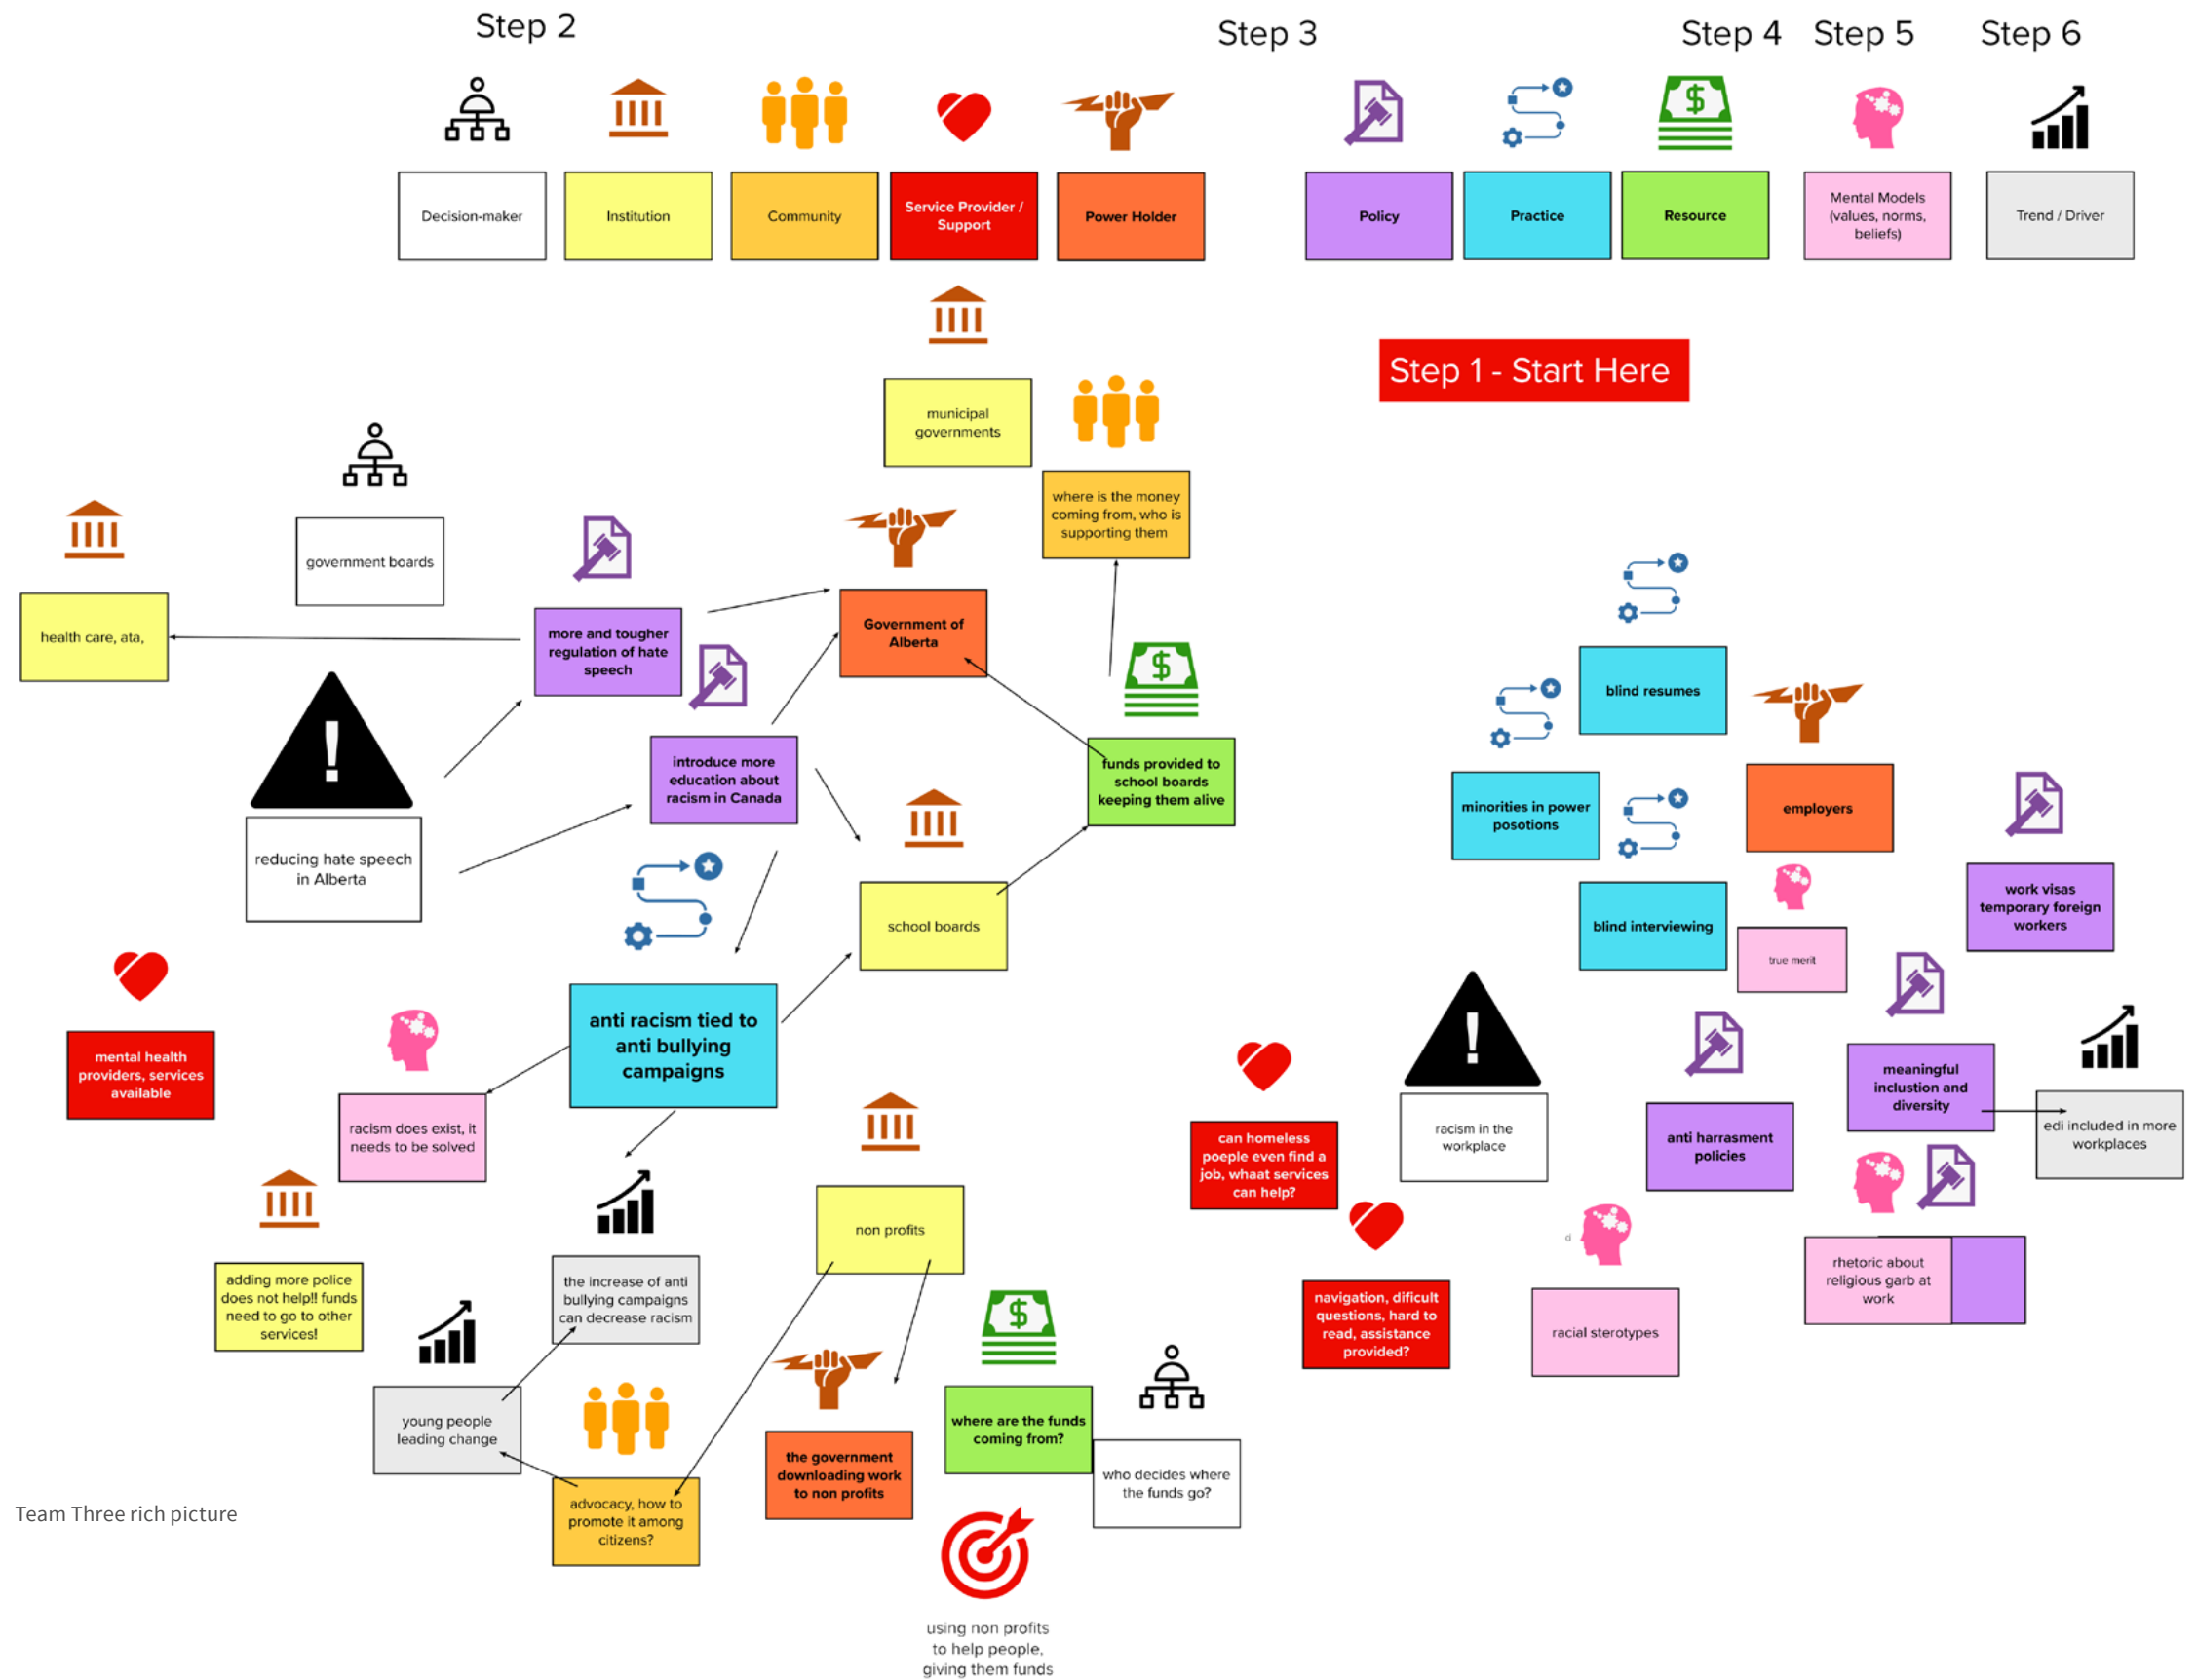 Step 2
Step 3
Step 4
Step 5
Step 6
Decision-maker
Institution
Community
Service Provider /
Support
Power Holder
Policy
Practice
Resource
Mental Models
(values, norms,
beliefs)
Trend / Driver
Step 1 - Start Here
municipal
governments
where is the money
coming from, who is
supporting them
government boards
health care, ata,
more and tougher
regulation of hate
speech
Government of
Alberta
introduce more
education about
racism in Canada
funds provided to
school boards
keeping them alive
reducing hate speech
in Alberta
school boards
anti racism tied to
anti bullying
campaigns
mental health
providers, services
available
racism does exist, it
needs to be solved
non profits
adding more police
does not help!! funds
need to go to other
services!
the increase of anti
bullying campaigns
can decrease racism
young people
leading change
advocacy, how to
promote it among
citizens?
the government
downloading work
to non profits
where are the funds
coming from?
who decides where
the funds go?
using non profits
to help people,
giving them funds
Team Three rich picture
blind resumes
minorities in power
posotions
employers
blind interviewing
true merit
work visas
temporary foreign
workers
meaningful
inclustion and
diversity
edi included in more
workplaces
anti harrasment
policies
racism in the
workplace
can homeless
poeple even find a
job, whaat services
can help?
navigation, dificult
questions, hard to
read, assistance
provided?
d
racial sterotypes
rhetoric about
religious garb at
work